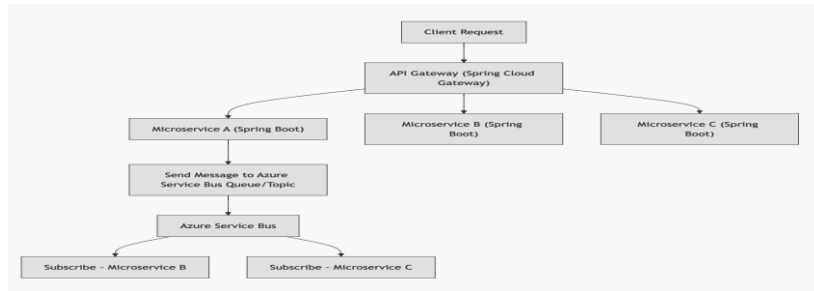 Client Request
API Gateway (Spring Cloud
Gateway)
Microservice A (Spring Boot)
Microservice B (Spring
Boot)
Microservice C (Spring
Boot)
Send Message to Azure
Service Bus Queue/Topic
Azure Service Bus
Subscribe - Microservice B
Subscribe - Microservice C